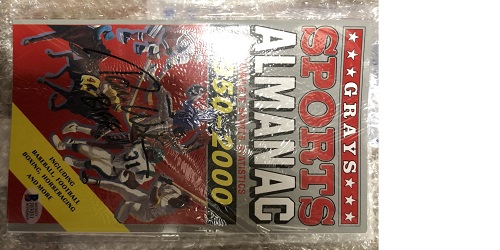 GRAYS
SPORTS
ALMANAC
1950-2000
INCLUDING
BASEBALL, FOOTBALL
BOXING, HORSERACING
AND MORE